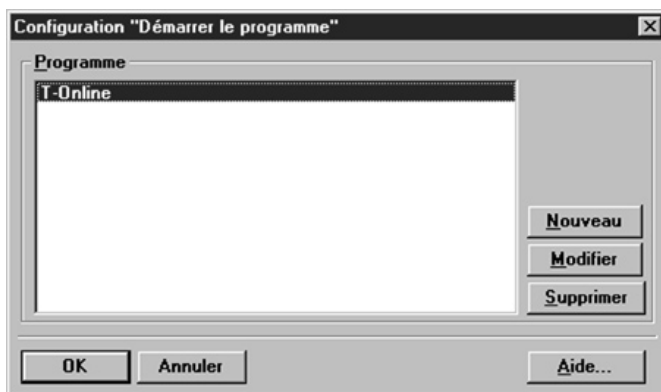 Configuration "Démarrer le programme"
Programme
T-Online
Nouveau
Modifier
Supprimer
OK Annuler Aide...